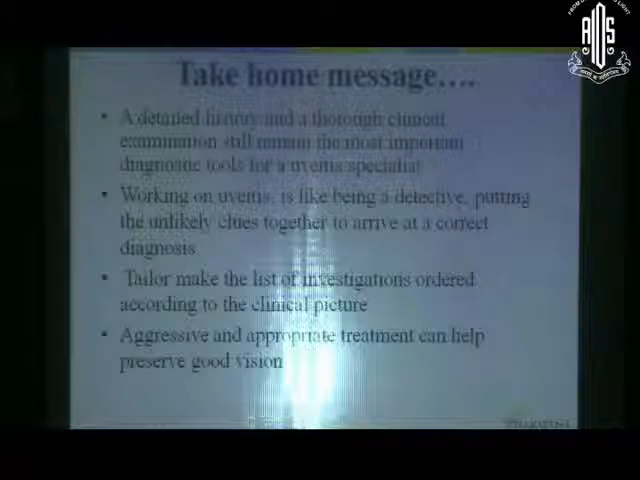 Take home message….
• A detailed history and a thorough clinical
examination still remain the most important
diagnostic tools for a uveitis specialist
• Working on uveitis, is like being a detective, putting
the unlikely clues together to arrive at a correct
diagnosis
• Tailor make the list of investigations ordered
according to the clinical picture
• Aggressive and appropriate treatment can help
preserve good vision
AIOS